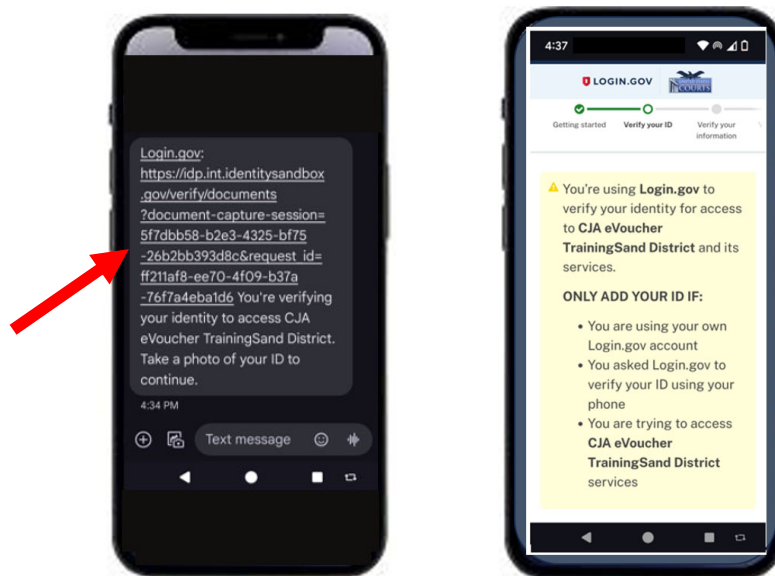 Login.gov:
https://idp.int.identitysandbox
.gov/verify/documents
?document-capture-session=
5f7dbb58-b2e3-4325-bf75
-26b2bb393d8c&request_id=
ff211af8-ee70-4f09-b37a
-76f7a4eba1d6 You're verifying
your identity to access CJA
eVoucher TrainingSand District.
Take a photo of your ID to
continue.
4:34 PM
Text message
4:37
LOGIN.GOV
COURTS
Getting started
Verify your ID
Verify your
information
You're using Login.gov to
verify your identity for access
to CJA eVoucher
TrainingSand District and its
services.
ONLY ADD YOUR ID IF:
• You are using your own
Login.gov account
• You asked Login.gov to
verify your ID using your
phone
• You are trying to access
CJA eVoucher
TrainingSand District
services